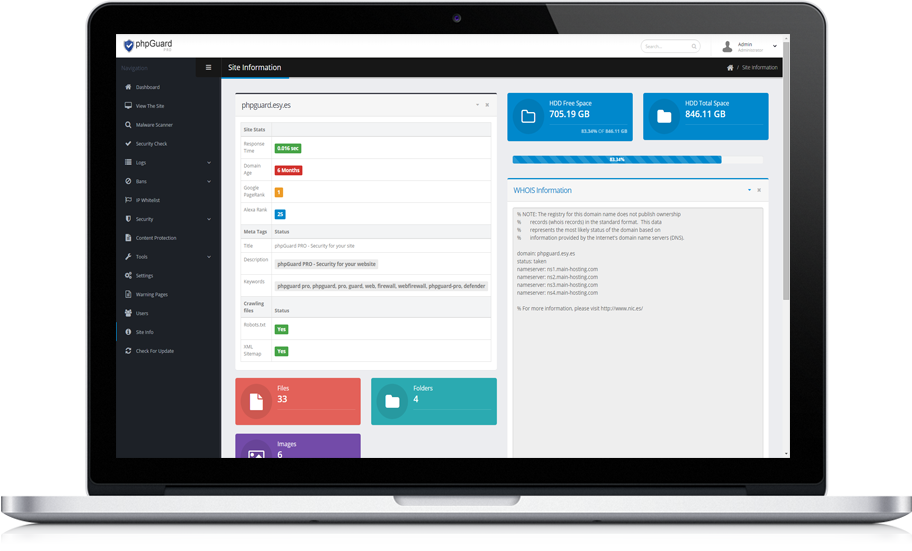 phpGuard
PRO
Search...
Admin
Administrator
Navigation
Site Information
Site Information
Dashboard
View The Site
Malware Scanner
Security Check
Logs
Bans
IP Whitelist
Security
Content Protection
Tools
Settings
Warning Pages
Users
Site Info
Check For Update
phpguard.esy.es
Site Stats
Response Time
0.016 sec
Domain Age
6 Months
Google PageRank
1
Alexa Rank
25
Meta Tags Status
Title
phpGuard PRO - Security for your site
Description
phpGuard PRO - Security for your website
Keywords
phpguard pro, phpguard, pro, guard, web, firewall, webfirewall, phpguard-pro, defender
Crawling files
Status
Robots.txt
Yes
XML Sitemap
Yes
Files
33
Folders
4
Images
6
HDD Free Space
705.19 GB
83.34% OF 846.11 GB
HDD Total Space
846.11 GB
83.34%
WHOIS Information
% NOTE: The registry for this domain name does not publish ownership
% records (whois records) in the standard format. This data
% represents the most likely status of the domain based on
% information provided by the Internet's domain name servers (DNS).
domain: phpguard.esy.es
status: taken
nameserver: ns1.main-hosting.com
nameserver: ns2.main-hosting.com
nameserver: ns3.main-hosting.com
nameserver: ns4.main-hosting.com
% For more information, please visit http://www.nic.es/